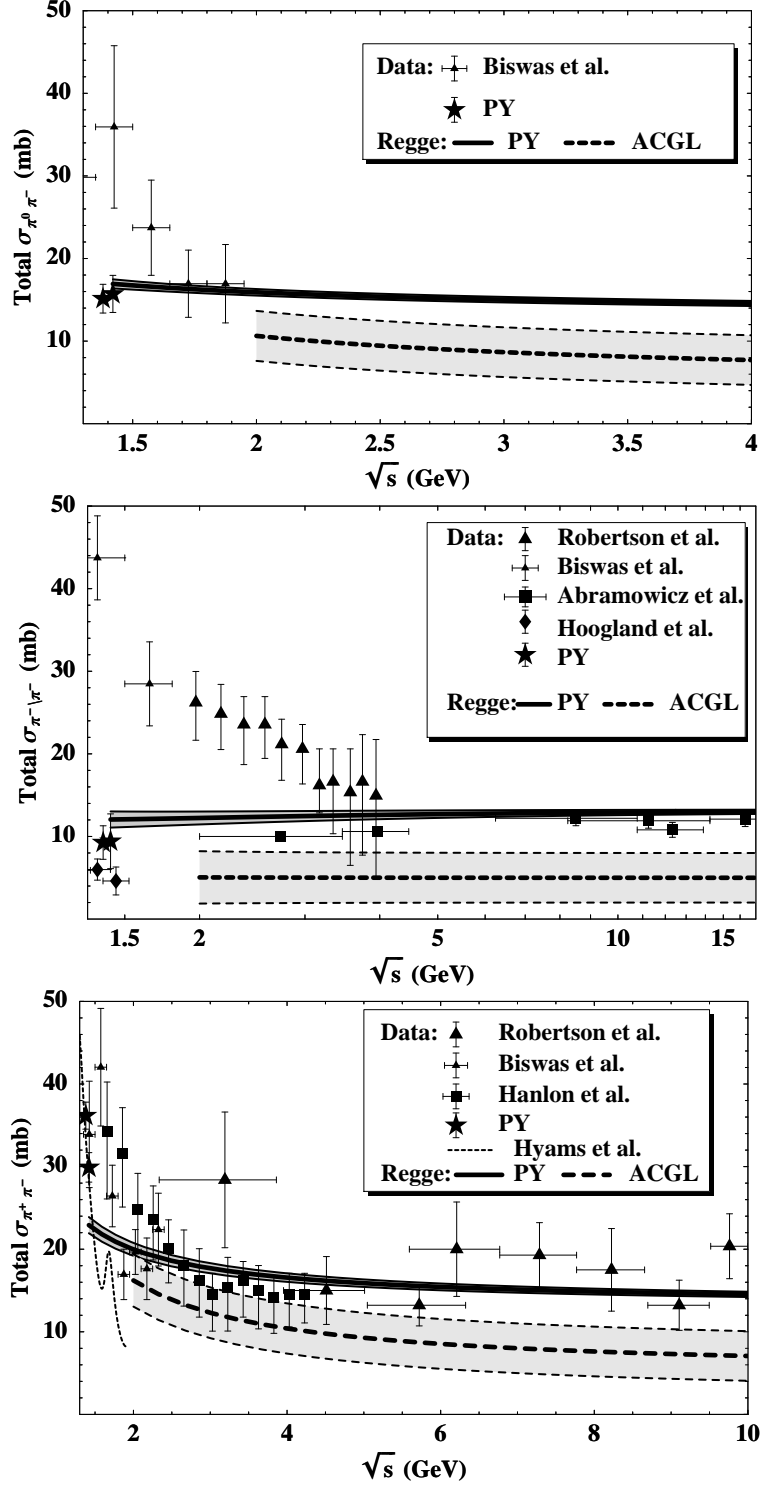 50
40
30
20
10
Total σπ⁰ π⁻ (mb)
Data: Biswas et al.
PY
Regge: PY ACGL
1.5 2 2.5 3 3.5 4
√s (GeV)
50
40
30
20
10
Total σπ⁻\π⁻ (mb)
Data: Robertson et al.
Biswas et al.
Abramowicz et al.
Hoogland et al.
PY
Regge: PY ACGL
1.5 2 5 10 15
√s (GeV)
50
40
30
20
10
Total σπ⁺ π⁻ (mb)
Data: Robertson et al.
Biswas et al.
Hanlon et al.
PY
Hyams et al.
Regge: PY ACGL
2 4 6 8 10
√s (GeV)